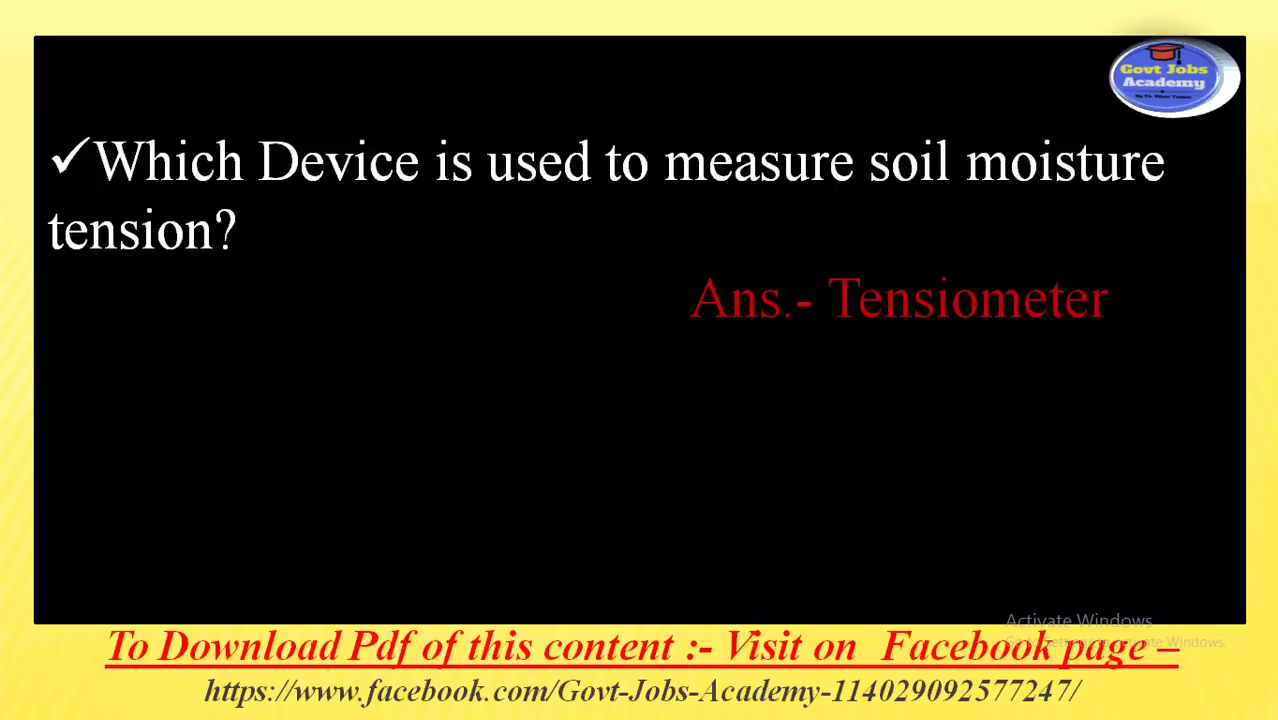 Govt Jobs
Academy
✓Which Device is used to measure soil moisture
tension?
Ans.- Tensiometer
Activate Windows
To Download Pdf of this content :- Visit on Facebook page –
https://www.facebook.com/Govt-Jobs-Academy-114029092577247/